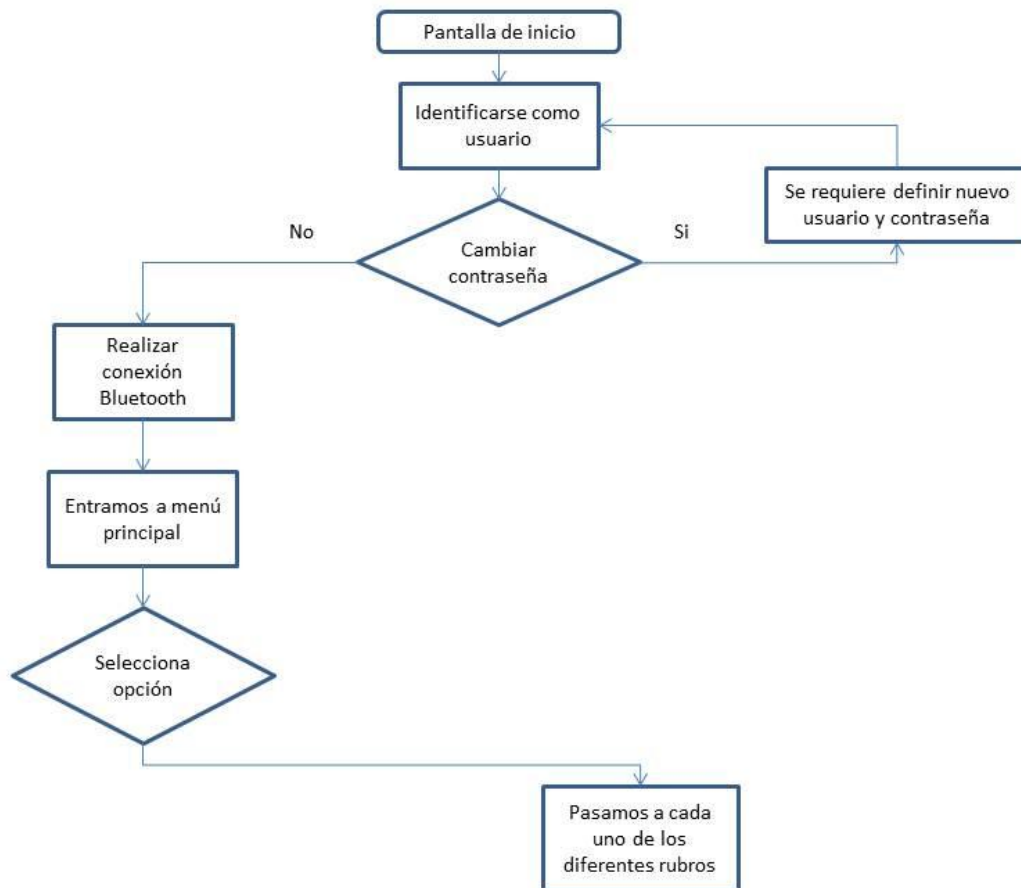 Pantalla de inicio
Identificarse como
usuario
Se requiere definir nuevo
usuario y contraseña
No
Si
Cambiar
contraseña
Realizar
conexión
Bluetooth
Entramos a menú
principal
Selecciona
opción
Pasamos a cada
uno de los
diferentes rubros